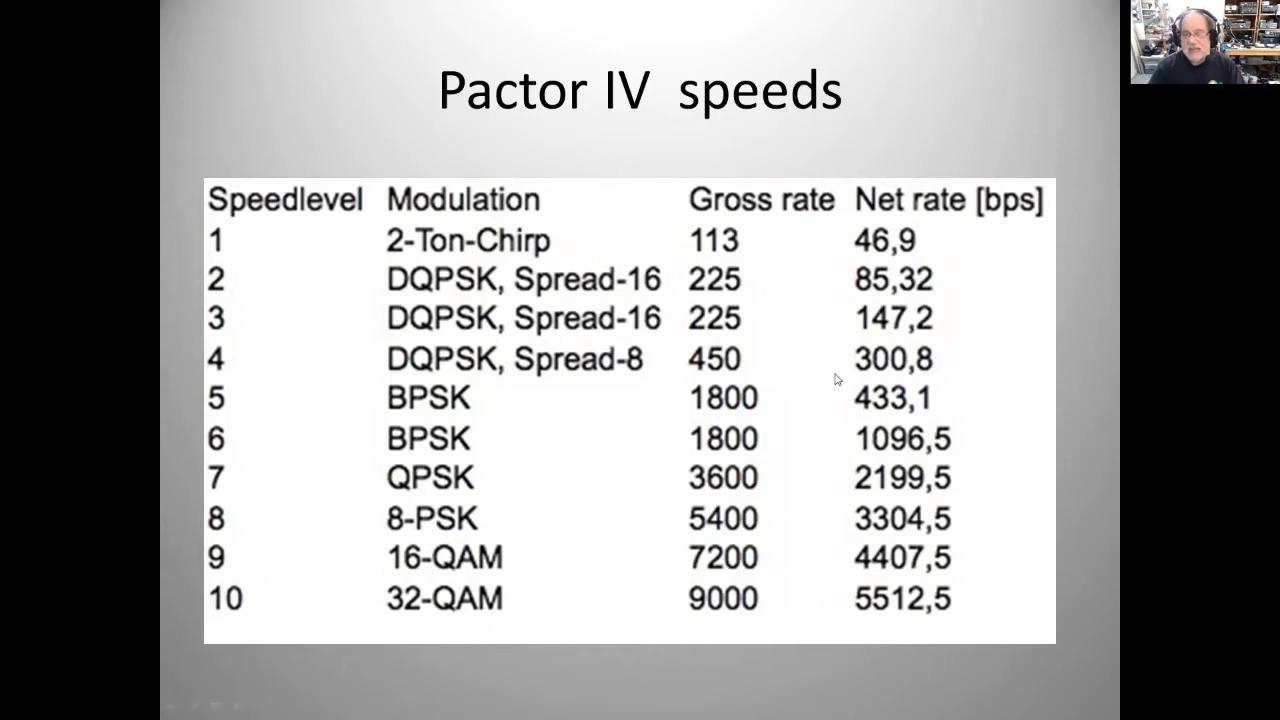 Pactor IV speeds
Speedlevel Modulation Gross rate Net rate [bps]
1 2-Ton-Chirp 113 46,9
2 DQPSK, Spread-16 225 85,32
3 DQPSK, Spread-16 225 147,2
4 DQPSK, Spread-8 450 300,8
5 BPSK 1800 433,1
6 BPSK 1800 1096,5
7 QPSK 3600 2199,5
8 8-PSK 5400 3304,5
9 16-QAM 7200 4407,5
10 32-QAM 9000 5512,5